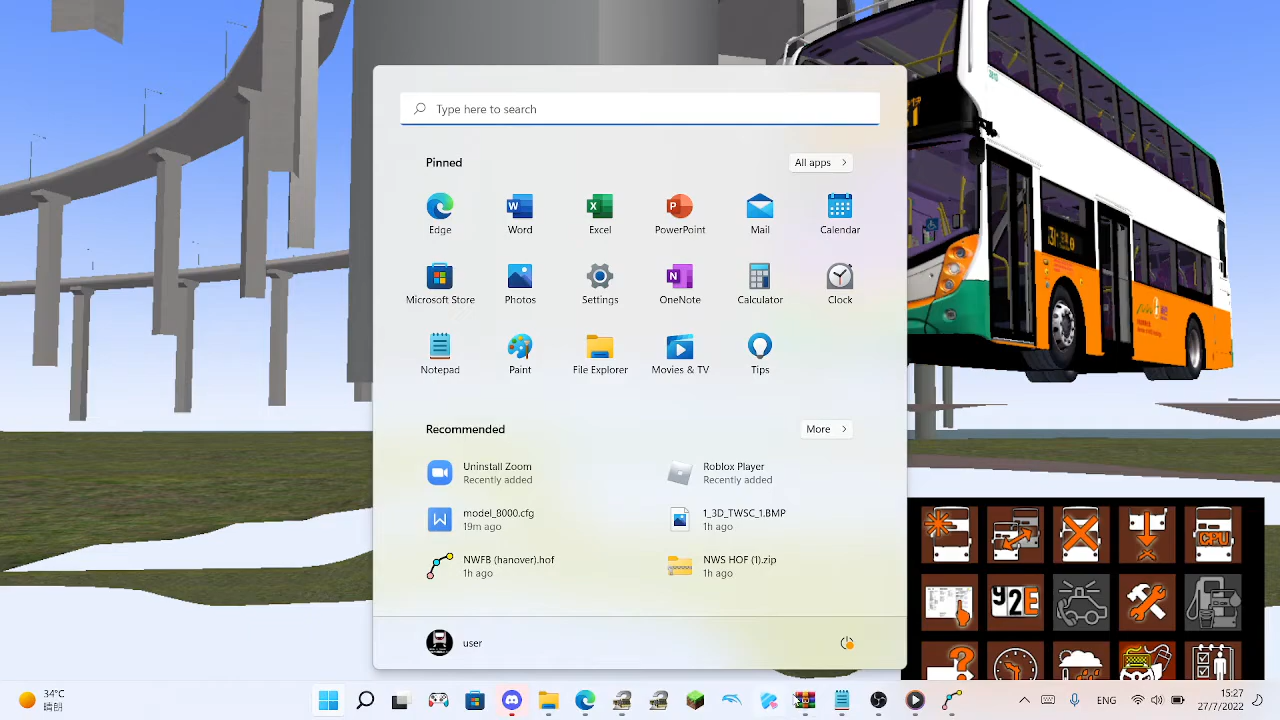 Type here to search
Pinned
All apps
Edge
Word
Excel
PowerPoint
Mail
Calendar
Microsoft Store
Photos
Settings
OneNote
Calculator
Clock
Notepad
Paint
File Explorer
Movies & TV
Tips
Recommended
More
Uninstall Zoom
Recently added
Roblox Player
Recently added
model_8000.cfg
19m ago
1_3D_TWSC_1.BMP
1h ago
NWFB (hanover).hof
1h ago
NWS HOF (1).zip
1h ago
user
CPU
92E
34°C
晴朗
15:27
27/7/2022